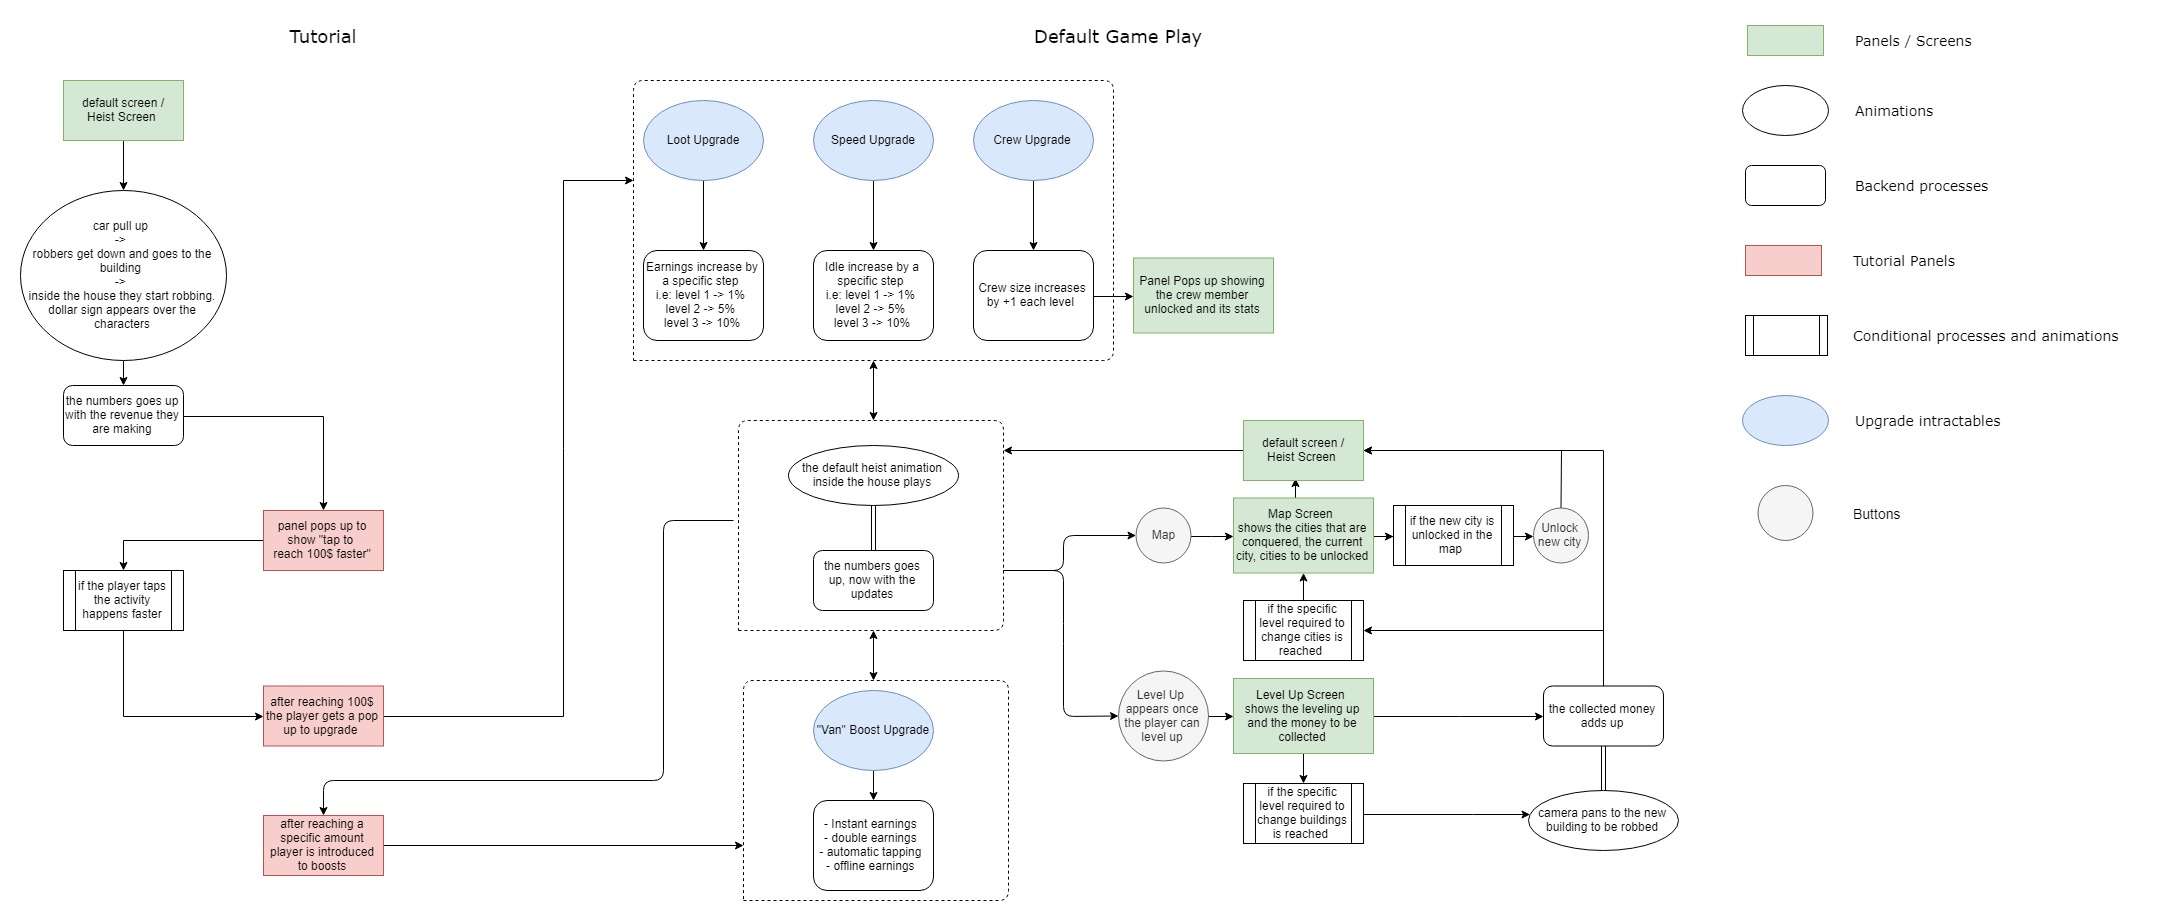 Tutorial
default screen /
Heist Screen
car pull up
->
robbers get down and goes to the
building
->
inside the house they start robbing.
dollar sign appears over the
characters
the numbers goes up
with the revenue they
are making
panel pops up to
show "tap to
reach 100$ faster"
if the player taps
the activity
happens faster
after reaching 100$
the player gets a pop
up to upgrade
after reaching a
specific amount
player is introduced
to boosts
Default Game Play
Loot Upgrade
Speed Upgrade
Crew Upgrade
Earnings increase by
a specific step
i.e: level 1 -> 1%
level 2 -> 5%
level 3 -> 10%
Idle increase by a
specific step
i.e: level 1 -> 1%
level 2 -> 5%
level 3 -> 10%
Crew size increases
by +1 each level
Panel Pops up showing
the crew member
unlocked and its stats
the default heist animation
inside the house plays
the numbers goes
up, now with the
updates
"Van" Boost Upgrade
- Instant earnings
- double earnings
- automatic tapping
- offline earnings
default screen /
Heist Screen
Map
Map Screen
shows the cities that are
conquered, the current
city, cities to be unlocked
if the new city is
unlocked in the
map
Unlock
new city
if the specific
level required to
change cities is
reached
Level Up
appears once
the player can
level up
Level Up Screen
shows the leveling up
and the money to be
collected
the collected money
adds up
if the specific
level required to
change buildings
is reached
camera pans to the new
building to be robbed
Panels / Screens
Animations
Backend processes
Tutorial Panels
Conditional processes and animations
Upgrade intractables
Buttons